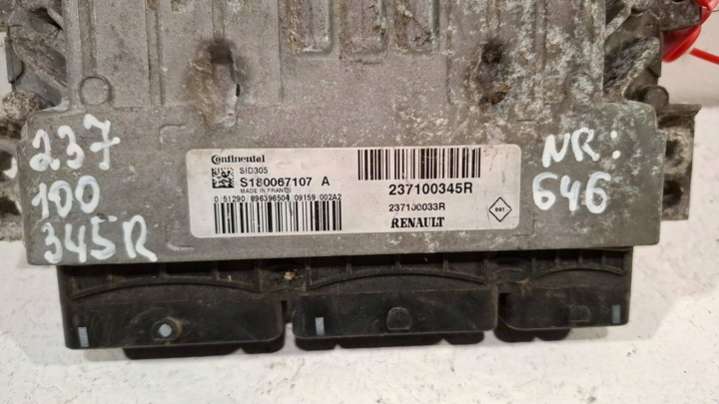 237
100
345R
Continental
SID305
S180067107 A
MADE IN FRANCE
0 51290 896396504 09159 002A2
237100345R
237100033R
RENAULT
NR:
646